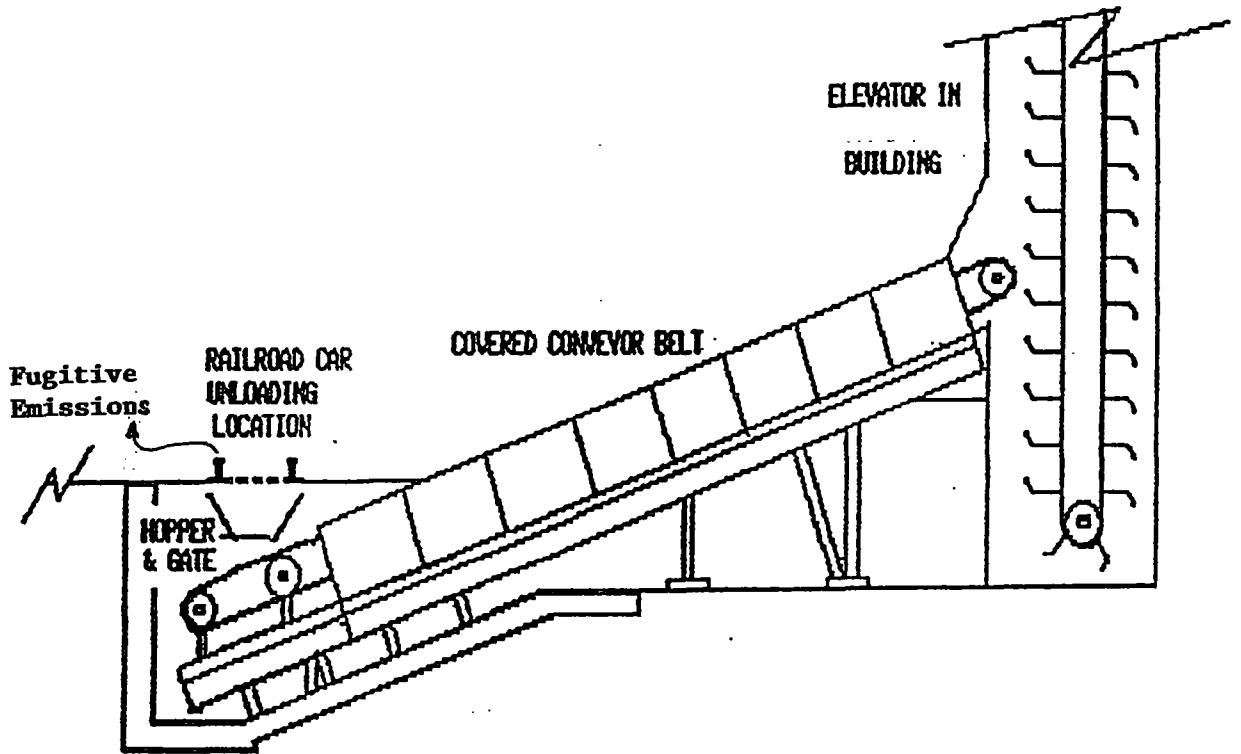 ELEVATOR IN
BUILDING
COVERED CONVEYOR BELT
RAILROAD CAR
UNLOADING
LOCATION
Fugitive
Emissions
HOPPER
& GATE